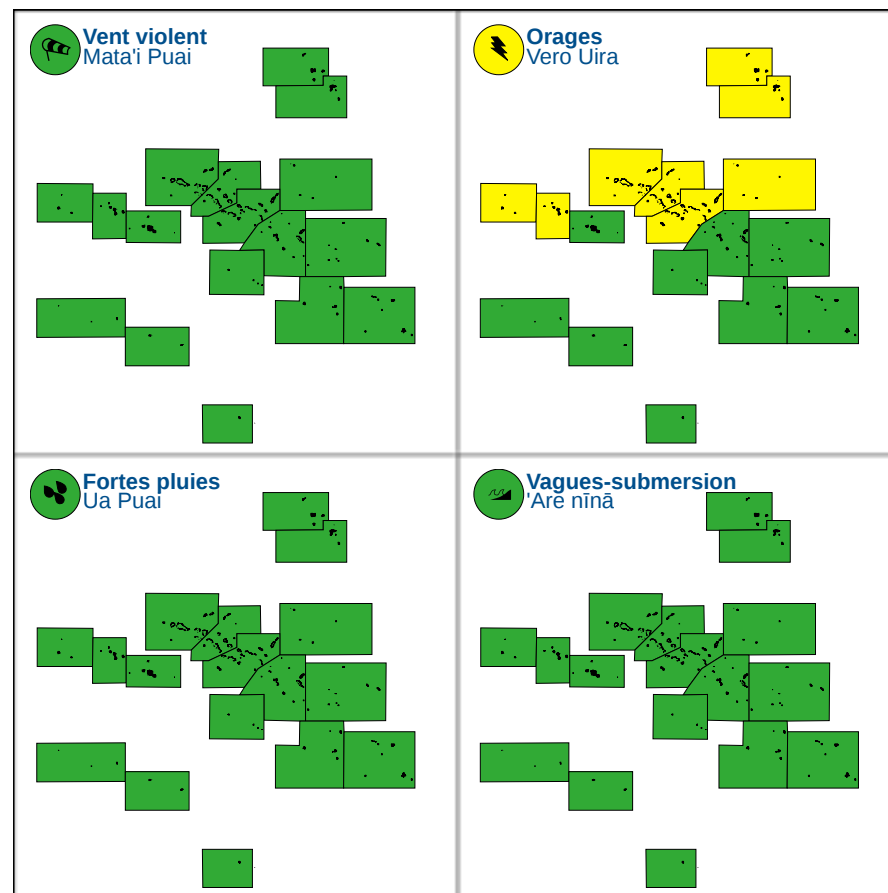 Vent violent
Mata'i Puai
Orages
Vero Uira
Fortes pluies
Ua Puai
Vagues-submersion
'Are nīnā